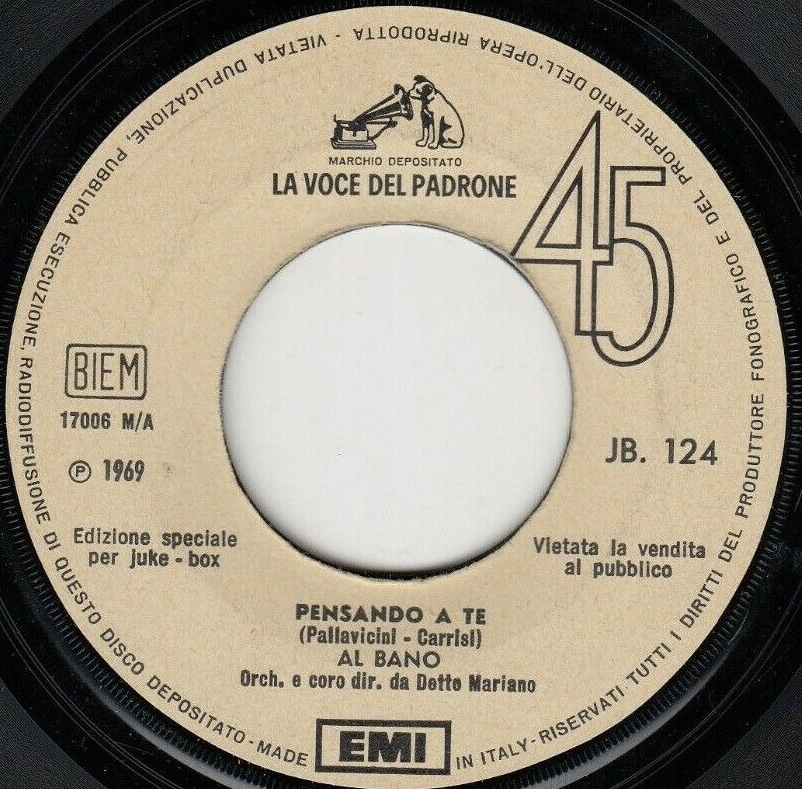 MARCHIO DEPOSITATO
LA VOCE DEL PADRONE
45
BIEM
17006 M/A
Ⓟ 1969
JB. 124
Edizione speciale
per juke-box
Vietata la vendita
al pubblico
PENSANDO A TE
(Pallavicini - Carrisi)
AL BANO
Orch. e coro dir. da Detto Mariano
EMI
MADE IN ITALY - RISERVATI TUTTI I DIRITTI DEL PRODUTTORE FONOGRAFICO E DEL PROPRIETARIO DELL'OPERA RIPRODOTTA - VIETATA DUPLICAZIONE, PUBBLICA ESECUZIONE, RADIODIFFUSIONE DI QUESTO DISCO DEPOSITATO -